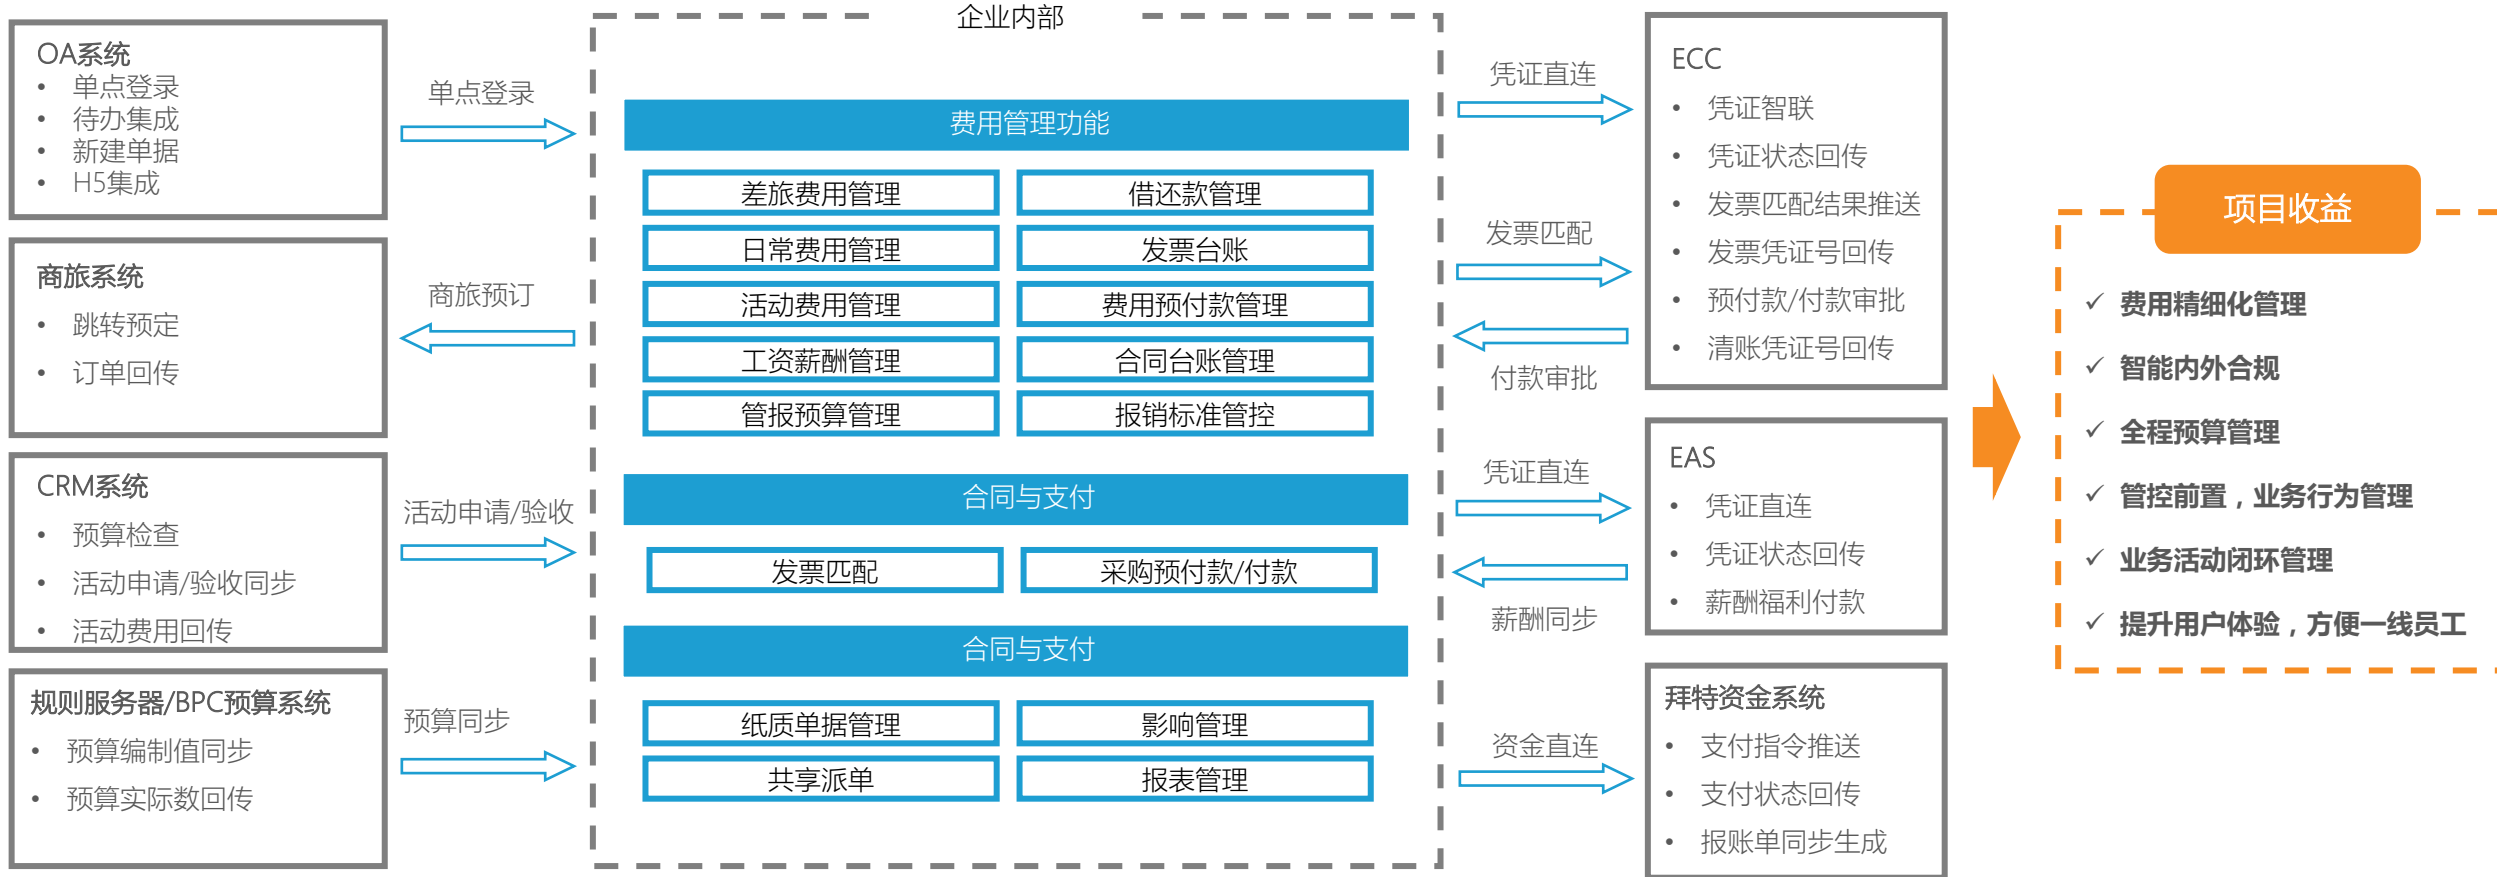 OA系统
• 单点登录
• 待办集成
• 新建单据
• H5集成
商旅系统
• 跳转预定
• 订单回传
CRM系统
• 预算检查
• 活动申请/验收同步
• 活动费用回传
规则服务器/BPC预算系统
• 预算编制值同步
• 预算实际数回传
单点登录
商旅预订
活动申请/验收
预算同步
企业内部
费用管理功能
差旅费用管理
借还款管理
日常费用管理
发票台账
活动费用管理
费用预付款管理
工资薪酬管理
合同台账管理
管报预算管理
报销标准管控
合同与支付
发票匹配
采购预付款/付款
合同与支付
纸质单据管理
影响管理
共享派单
报表管理
凭证直连
发票匹配
付款审批
凭证直连
薪酬同步
资金直连
ECC
• 凭证智联
• 凭证状态回传
• 发票匹配结果推送
• 发票凭证号回传
• 预付款/付款审批
• 清账凭证号回传
EAS
• 凭证直连
• 凭证状态回传
• 薪酬福利付款
拜特资金系统
• 支付指令推送
• 支付状态回传
• 报账单同步生成
项目收益
✓ 费用精细化管理
✓ 智能内外合规
✓ 全程预算管理
✓ 管控前置，业务行为管理
✓ 业务活动闭环管理
✓ 提升用户体验，方便一线员工